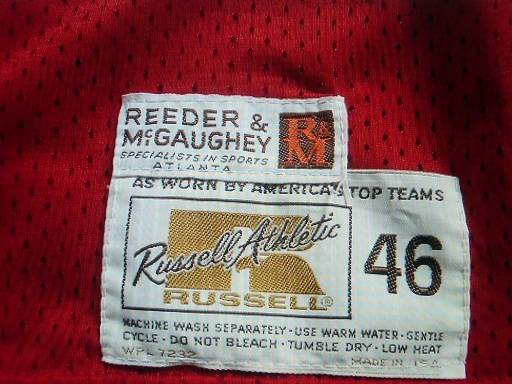 REEDER &
McGAUGHEY
R&M
SPECIALISTS IN SPORTS
ATLANTA
AS WORN BY AMERICA'S TOP TEAMS
Russell Athletic
RUSSELL®
46
MACHINE WASH SEPARATELY · USE WARM WATER · GENTLE
CYCLE · DO NOT BLEACH · TUMBLE DRY · LOW HEAT
WPL 7232 MADE IN U.S.A.